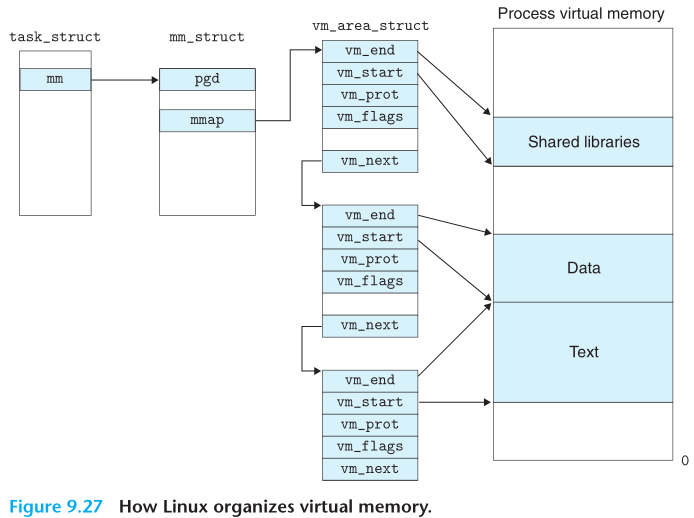 Process virtual memory
task_struct
mm_struct
vm_area_struct
mm
pgd
mmap
vm_end
vm_start
vm_prot
vm_flags
vm_next
vm_end
vm_start
vm_prot
vm_flags
vm_next
vm_end
vm_start
vm_prot
vm_flags
vm_next
Shared libraries
Data
Text
0
Figure 9.27 How Linux organizes virtual memory.